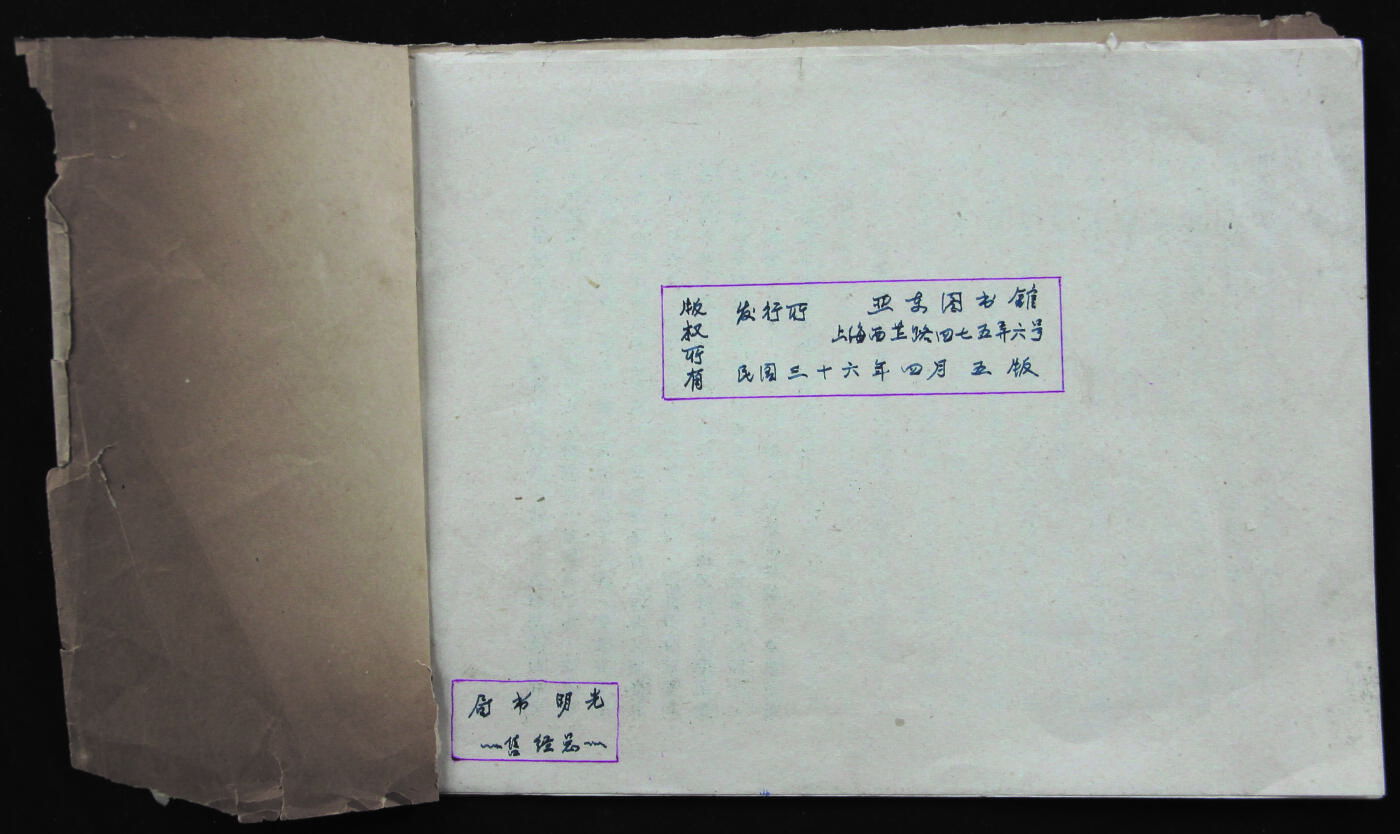 版权所有
发行所 亚东图书馆
上海西芷路四七五弄六号
民国三十六年四月五版
局书明光
售经总